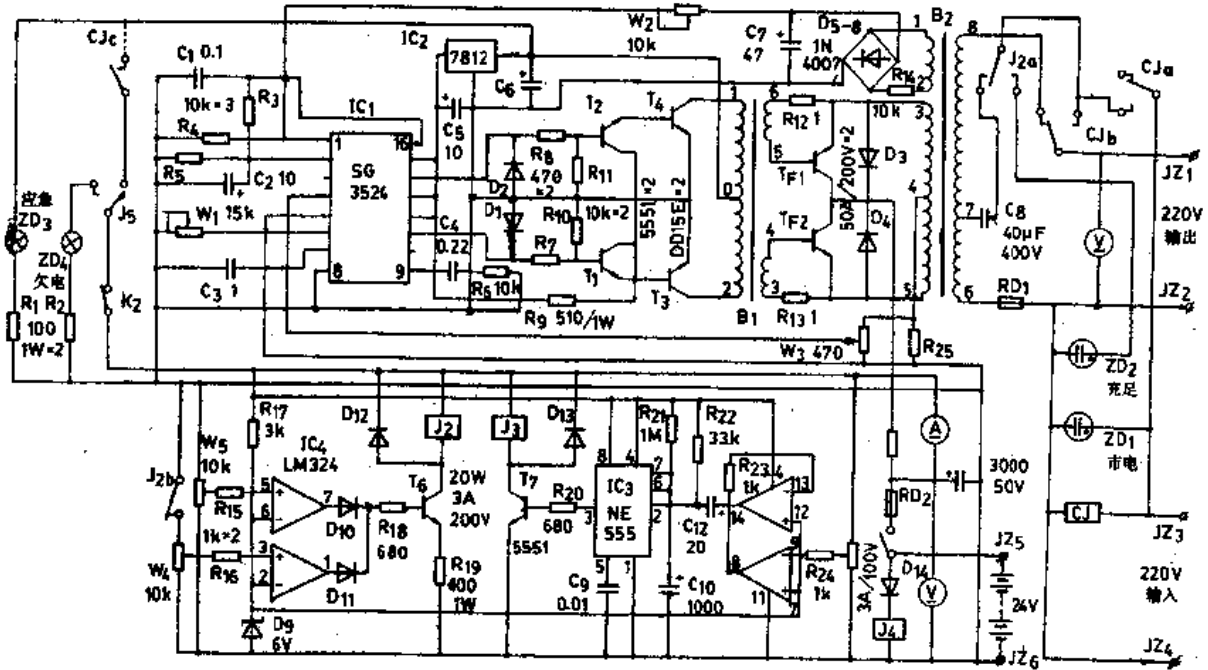 W2
10k
D5-8
1N
4007
B2
CJc
C1 0.1
10k=3
R3
IC2
7812
C6
C7
47
R14
10k
1
2
8
J2a
CJa
CJb
IC1
R4
R5
1
16
SG
3524
C5
10
T2
T4
R8
470
=2
R11
D2
D1
R10
10k=2
5551=2
DD15E=2
1
0
2
B1
6
5
R12 1
TF1
TF2
4
3
R13 1
50A/200V=2
D3
D4
3
4
5
7
C8
40μF
400V
V
JZ1
220V
输出
C2 10
W1
15k
C4
0.22
R7
T1
T3
8
9
C3 1
R6 10k
R9 510/1W
W3 470
R25
6
RD1
JZ2
应急
ZD3
J5
ZD4
欠电
R1
100
1W=2
R2
K2
ZD2
充足
ZD1
市电
CJ
JZ3
220V
输入
JZ4
J2b
W5
10k
R17
3k
IC4
LM324
5
6
7
D10
R15
1k=2
R16
3
2
1
D11
W4
10k
D9
6V
D12
J2
J3
D13
R18
680
T6
20W
3A
200V
R19
400
1W
T7
5551
R20
680
8
4
7
6
2
3
IC3
NE
555
5
1
C9
0.01
R21
1M
R22
33k
C12
20
C10
1000
R23
1k
4
13
12
14
8
11
7
R24
1k
A
V
RD2
3000
50V
3A/100V
D14
J4
JZ5
24V
JZ6